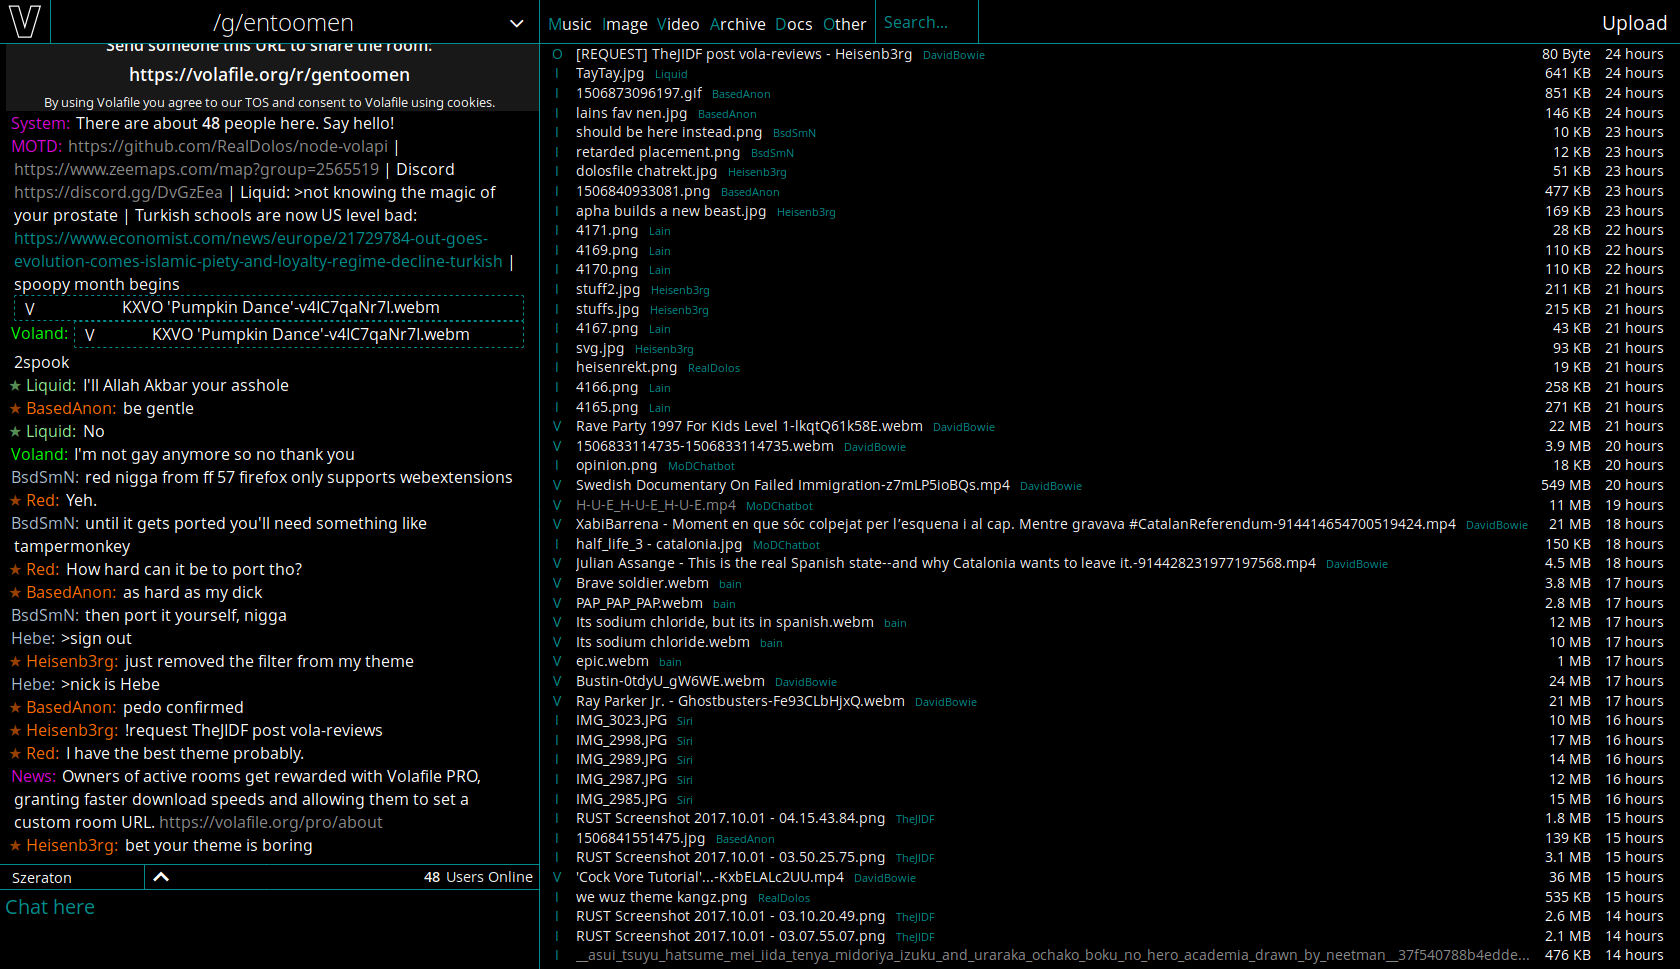 V /g/entoomen
Send someone this URL to share the room:
https://volafile.org/r/gentoomen
By using Volafile you agree to our TOS and consent to Volafile using cookies.
System: There are about 48 people here. Say hello!
MOTD: https://github.com/RealDolos/node-volapi |
https://www.zeemaps.com/map?group=2565519 | Discord
https://discord.gg/DvGzEea | Liquid: >not knowing the magic of
your prostate | Turkish schools are now US level bad:
https://www.economist.com/news/europe/21729784-out-goes-
evolution-comes-islamic-piety-and-loyalty-regime-decline-turkish |
spoopy month begins
V KXVO 'Pumpkin Dance'-v4IC7qaNr7I.webm
Voland: V KXVO 'Pumpkin Dance'-v4IC7qaNr7I.webm
2spook
★ Liquid: I'll Allah Akbar your asshole
★ BasedAnon: be gentle
★ Liquid: No
Voland: I'm not gay anymore so no thank you
BsdSmN: red nigga from ff 57 firefox only supports webextensions
★ Red: Yeh.
BsdSmN: until it gets ported you'll need something like
tampermonkey
★ Red: How hard can it be to port tho?
★ BasedAnon: as hard as my dick
BsdSmN: then port it yourself, nigga
Hebe: >sign out
★ Heisenb3rg: just removed the filter from my theme
Hebe: >nick is Hebe
★ BasedAnon: pedo confirmed
★ Heisenb3rg: !request TheJIDF post vola-reviews
★ Red: I have the best theme probably.
News: Owners of active rooms get rewarded with Volafile PRO,
granting faster download speeds and allowing them to set a
custom room URL. https://volafile.org/pro/about
★ Heisenb3rg: bet your theme is boring
Szeraton 48 Users Online
Chat here
Music Image Video Archive Docs Other Search... Upload
O [REQUEST] TheJIDF post vola-reviews - Heisenb3rg DavidBowie 80 Byte 24 hours
I TayTay.jpg Liquid 641 KB 24 hours
I 1506873096197.gif BasedAnon 851 KB 24 hours
I lains fav nen.jpg BasedAnon 146 KB 24 hours
I should be here instead.png BsdSmN 10 KB 23 hours
I retarded placement.png BsdSmN 12 KB 23 hours
I dolosfile chatrekt.jpg Heisenb3rg 51 KB 23 hours
I 1506840933081.png BasedAnon 477 KB 23 hours
I apha builds a new beast.jpg Heisenb3rg 169 KB 23 hours
I 4171.png Lain 28 KB 22 hours
I 4169.png Lain 110 KB 22 hours
I 4170.png Lain 110 KB 22 hours
I stuff2.jpg Heisenb3rg 211 KB 21 hours
I stuffs.jpg Heisenb3rg 215 KB 21 hours
I 4167.png Lain 43 KB 21 hours
I svg.jpg Heisenb3rg 93 KB 21 hours
I heisenrekt.png RealDolos 19 KB 21 hours
I 4166.png Lain 258 KB 21 hours
I 4165.png Lain 271 KB 21 hours
V Rave Party 1997 For Kids Level 1-lkqtQ61k58E.webm DavidBowie 22 MB 21 hours
V 1506833114735-1506833114735.webm DavidBowie 3.9 MB 20 hours
I opinion.png MoDChatbot 18 KB 20 hours
V Swedish Documentary On Failed Immigration-z7mLP5ioBQs.mp4 DavidBowie 549 MB 20 hours
V H-U-E_H-U-E_H-U-E.mp4 MoDChatbot 11 MB 19 hours
V XabiBarrena - Moment en que sóc colpejat per l’esquena i al cap. Mentre gravava #CatalanReferendum-914414654700519424.mp4 DavidBowie 21 MB 18 hours
I half_life_3 - catalonia.jpg MoDChatbot 150 KB 18 hours
V Julian Assange - This is the real Spanish state--and why Catalonia wants to leave it.-914428231977197568.mp4 DavidBowie 4.5 MB 18 hours
V Brave soldier.webm bain 3.8 MB 17 hours
V PAP_PAP_PAP.webm bain 2.8 MB 17 hours
V Its sodium chloride, but its in spanish.webm bain 12 MB 17 hours
V Its sodium chloride.webm bain 10 MB 17 hours
V epic.webm bain 1 MB 17 hours
V Bustin-0tdyU_gW6WE.webm DavidBowie 24 MB 17 hours
V Ray Parker Jr. - Ghostbusters-Fe93CLbHjxQ.webm DavidBowie 21 MB 17 hours
I IMG_3023.JPG Siri 10 MB 16 hours
I IMG_2998.JPG Siri 17 MB 16 hours
I IMG_2989.JPG Siri 14 MB 16 hours
I IMG_2987.JPG Siri 12 MB 16 hours
I IMG_2985.JPG Siri 15 MB 16 hours
I RUST Screenshot 2017.10.01 - 04.15.43.84.png TheJIDF 1.8 MB 15 hours
I 1506841551475.jpg BasedAnon 139 KB 15 hours
I RUST Screenshot 2017.10.01 - 03.50.25.75.png TheJIDF 3.1 MB 15 hours
V 'Cock Vore Tutorial'...-KxbELALc2UU.mp4 DavidBowie 36 MB 15 hours
I we wuz theme kangz.png RealDolos 535 KB 15 hours
I RUST Screenshot 2017.10.01 - 03.10.20.49.png TheJIDF 2.6 MB 14 hours
I RUST Screenshot 2017.10.01 - 03.07.55.07.png TheJIDF 2.1 MB 14 hours
I __asui_tsuyu_hatsume_mei_iida_tenya_midoriya_izuku_and_uraraka_ochako_boku_no_hero_academia_drawn_by_neetman__37f540788b4edde... 476 KB 14 hours